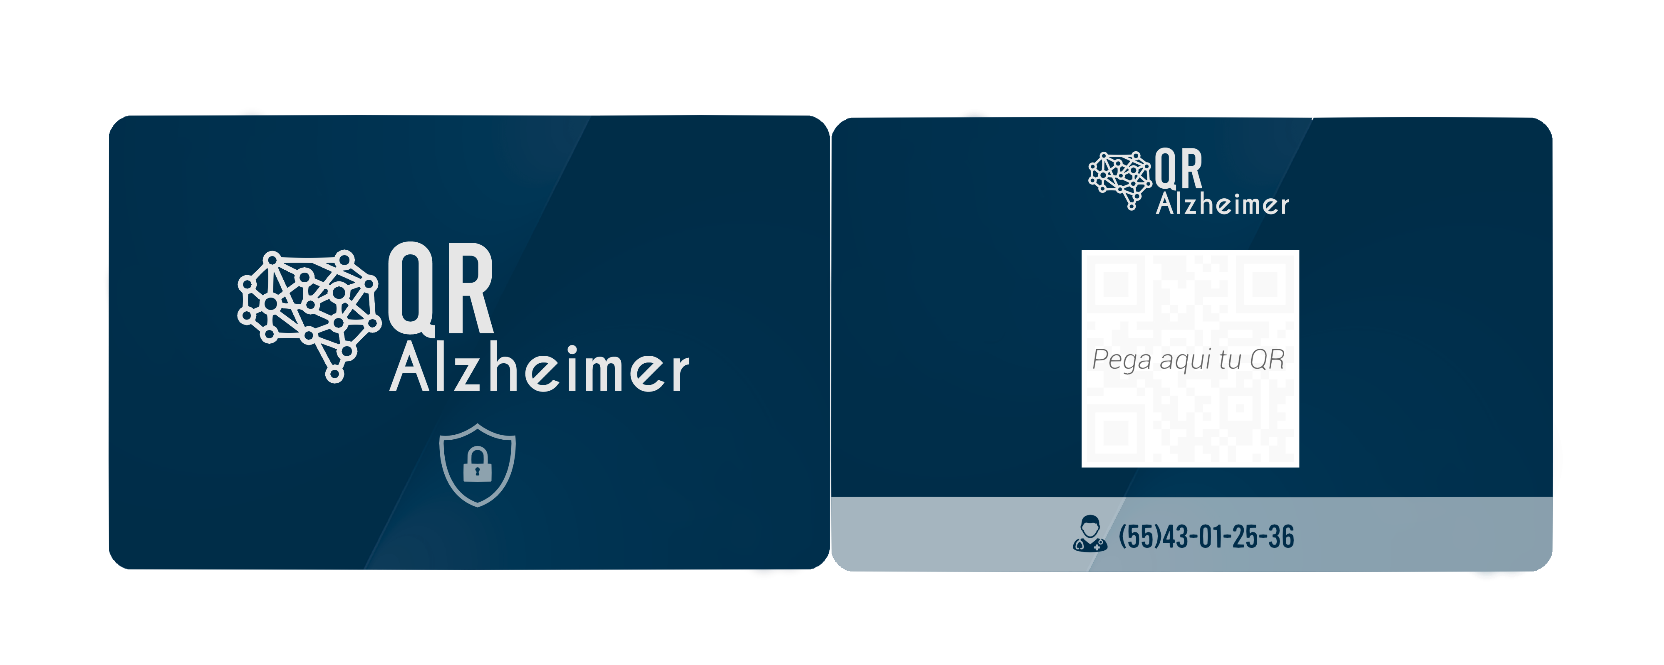 QR
Alzheimer
QR
Alzheimer
Pega aqui tu QR
(55)43-01-25-36